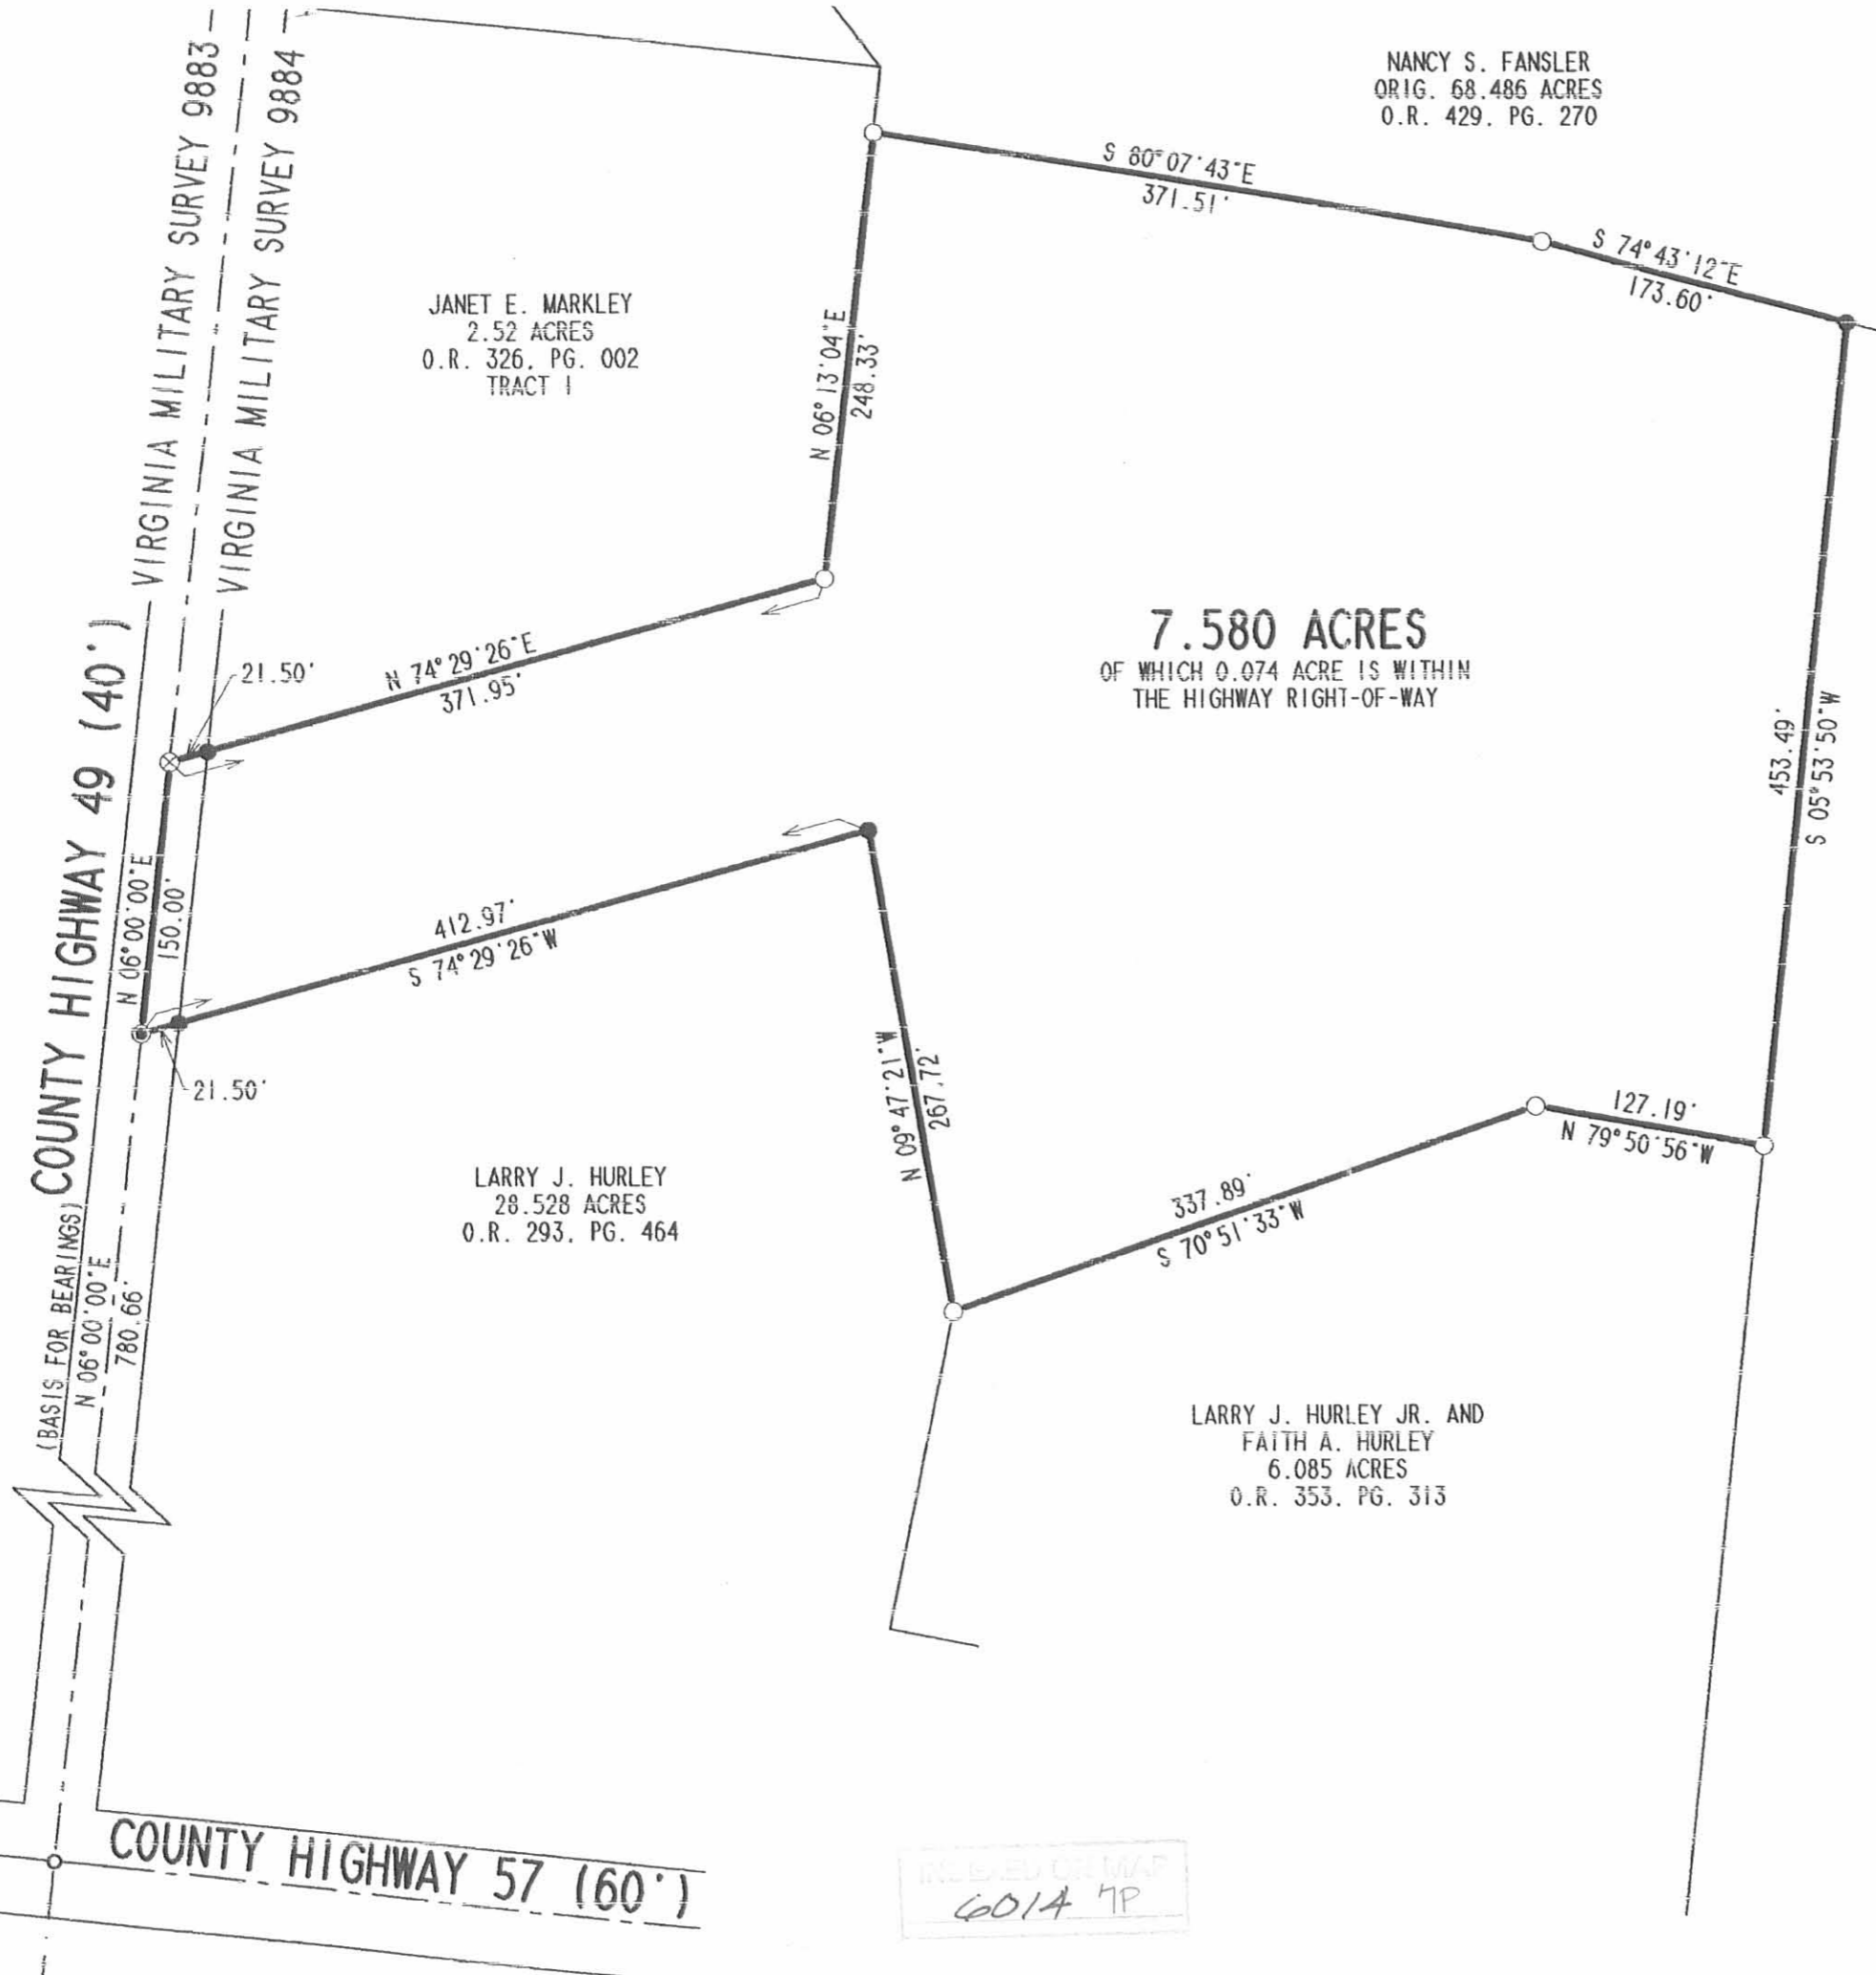 NANCY S. FANSLER
ORIG. 68.486 ACRES
O.R. 429. PG. 270
VIRGINIA MILITARY SURVEY 9883
VIRGINIA MILITARY SURVEY 9884
S 80°07'43"E
371.51'
S 74°43'12"E
173.60'
JANET E. MARKLEY
2.52 ACRES
O.R. 326. PG. 002
TRACT 1
N 06°13'04"E
248.33'
N 74°29'26"E
371.95'
21.50'
7.580 ACRES
OF WHICH 0.074 ACRE IS WITHIN
THE HIGHWAY RIGHT-OF-WAY
453.49'
S 05°53'50"W
COUNTY HIGHWAY 49 (40')
N 06°00'00"E
150.00'
412.97'
S 74°29'26"W
21.50'
N 09°47'21"W
267.72'
127.19'
N 79°50'56"W
337.89'
S 70°51'33"W
LARRY J. HURLEY
28.528 ACRES
O.R. 293. PG. 464
(BASIS FOR BEARINGS)
N 06°00'00"E
780.66'
LARRY J. HURLEY JR. AND
FAITH A. HURLEY
6.085 ACRES
O.R. 353. PG. 313
COUNTY HIGHWAY 57 (60')
INDEXED ON MAP
6014 7P